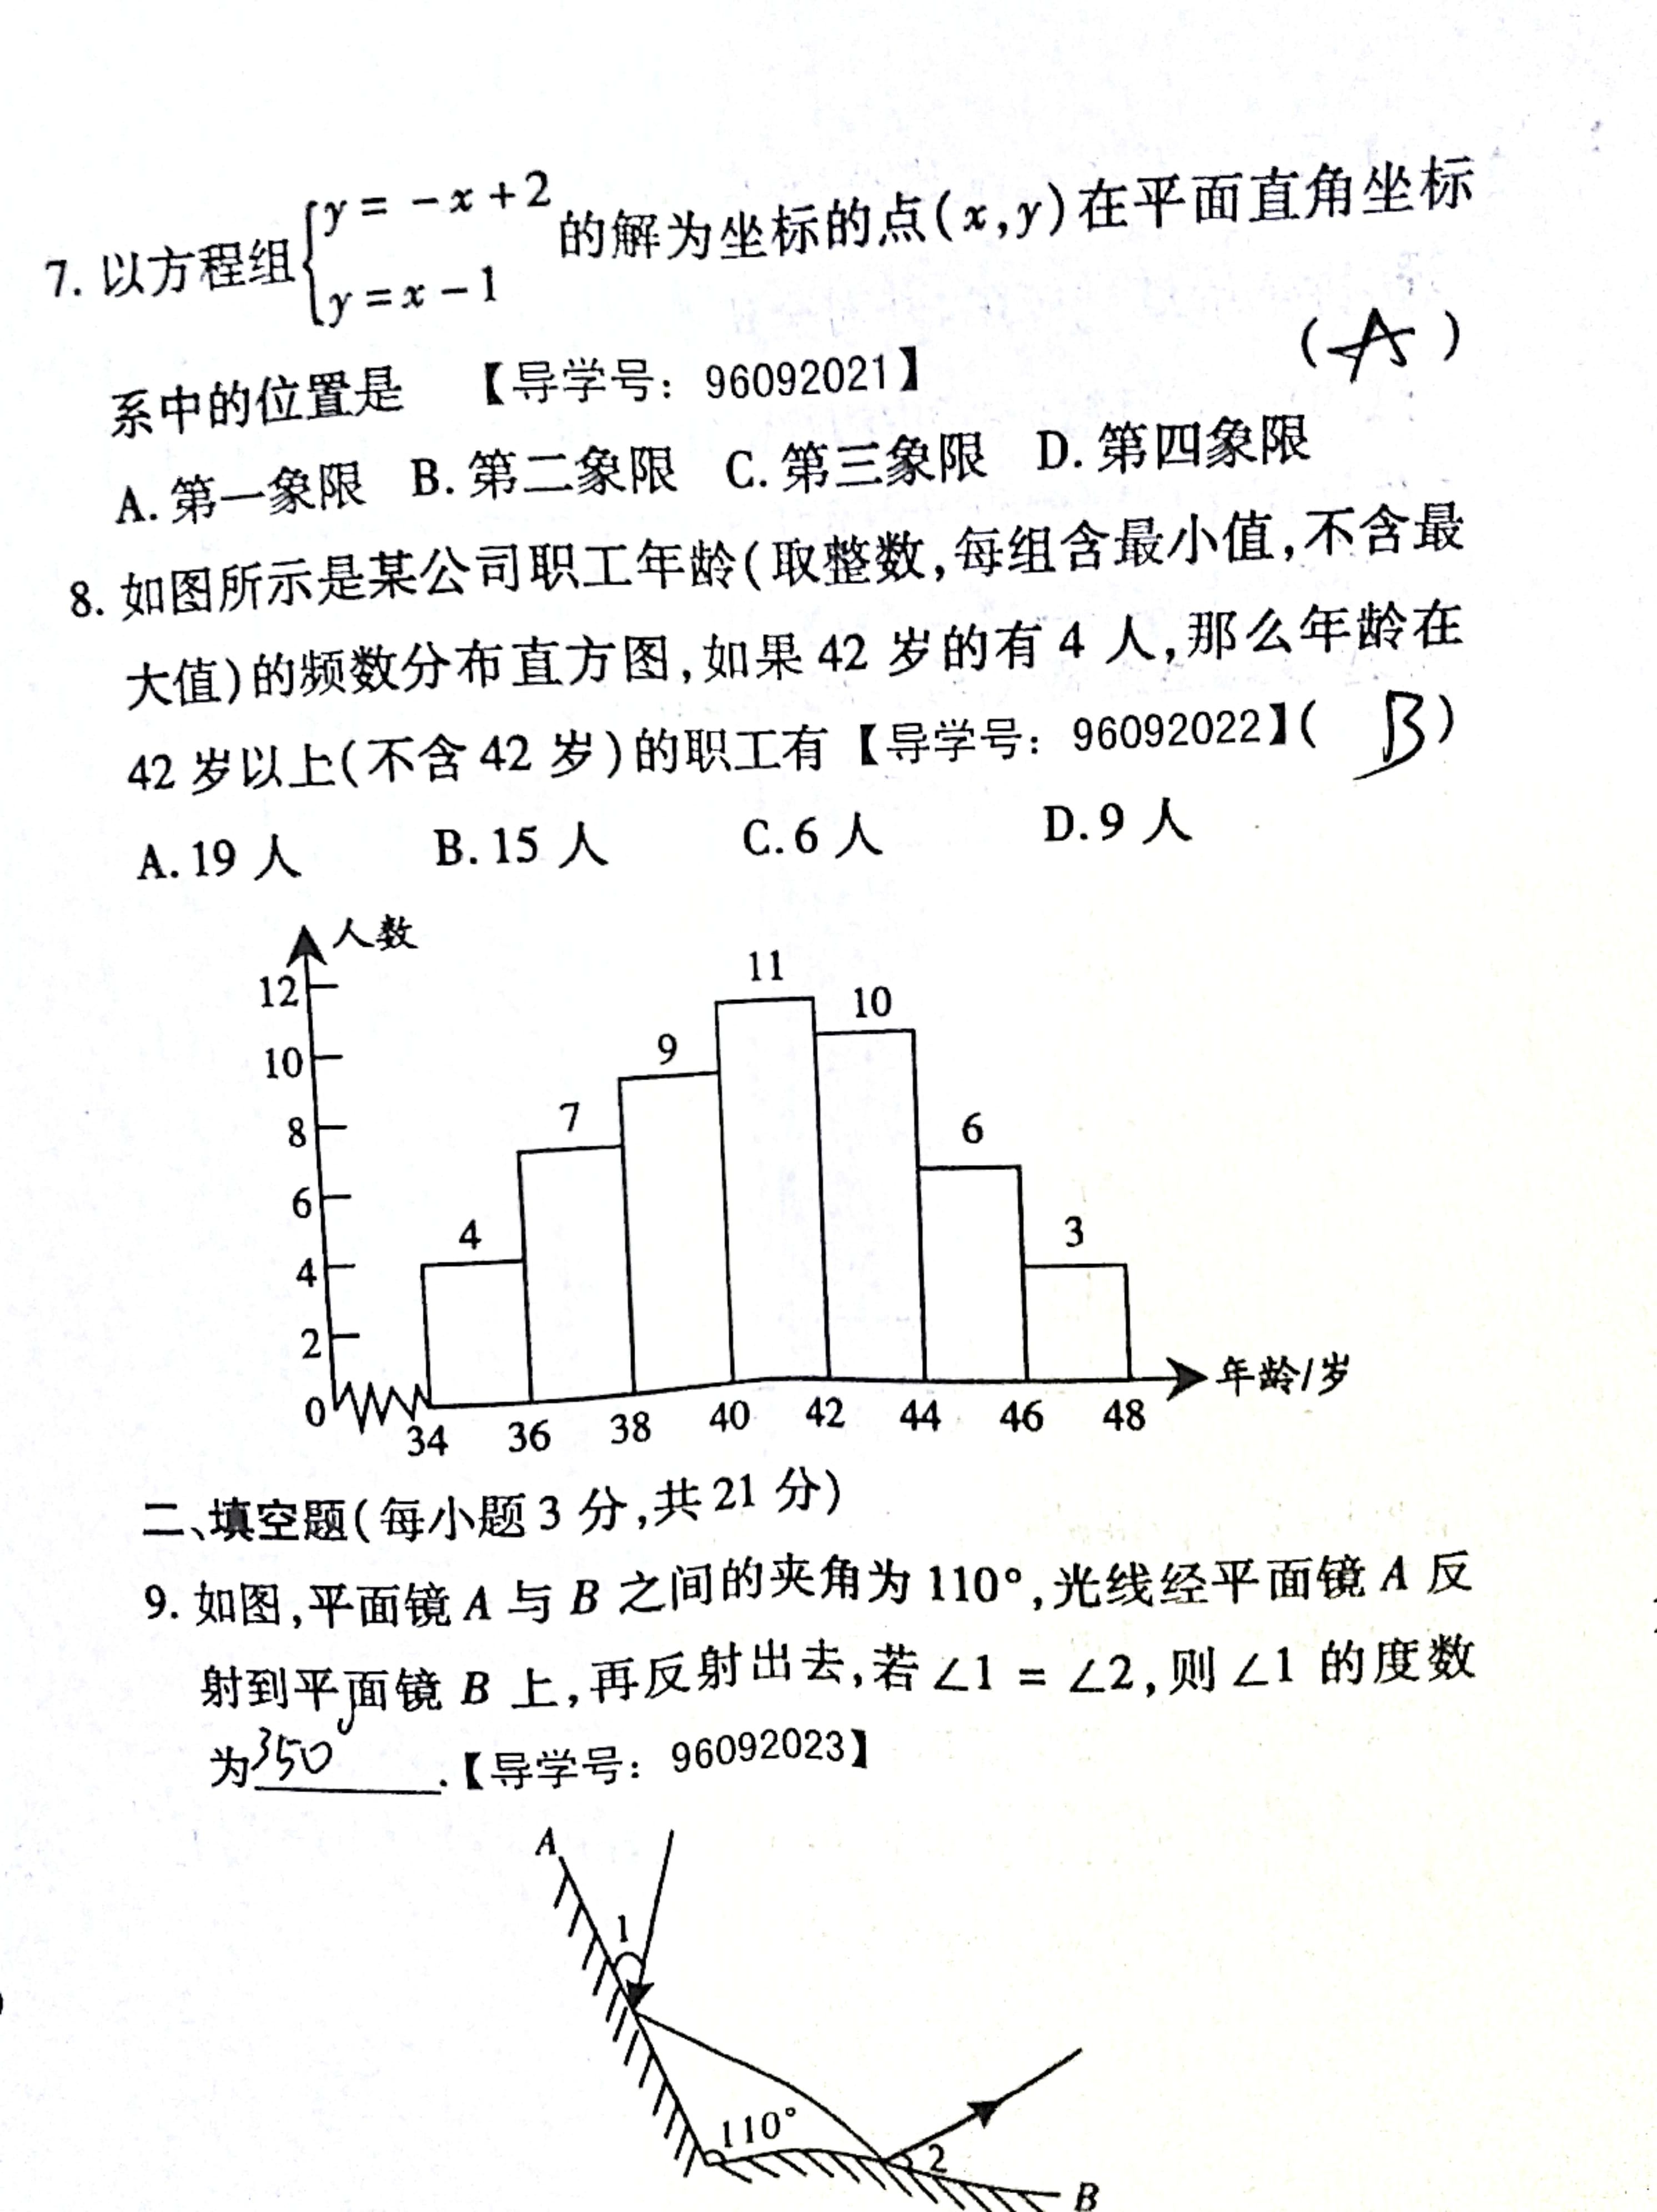 7. 以方程组{y = -x + 2 的解为坐标的点(x,y)在平面直角坐标
y = x - 1
系中的位置是 【导学号：96092021】 (A)
A. 第一象限 B. 第二象限 C. 第三象限 D. 第四象限
8. 如图所示是某公司职工年龄(取整数,每组含最小值,不含最
大值)的频数分布直方图,如果 42 岁的有 4 人,那么年龄在
42 岁以上(不含 42 岁)的职工有【导学号：96092022】( B )
A. 19 人 B. 15 人 C. 6 人 D. 9 人
人数
12
10
8
6
4
2
0
4
7
9
11
10
6
3
34 36 38 40 42 44 46 48
年龄/岁
二、填空题(每小题 3 分,共 21 分)
9. 如图,平面镜 A 与 B 之间的夹角为 110°,光线经平面镜 A 反
射到平面镜 B 上,再反射出去,若∠1 = ∠2,则∠1 的度数
为350.【导学号：96092023】
A
1
110°
2
B